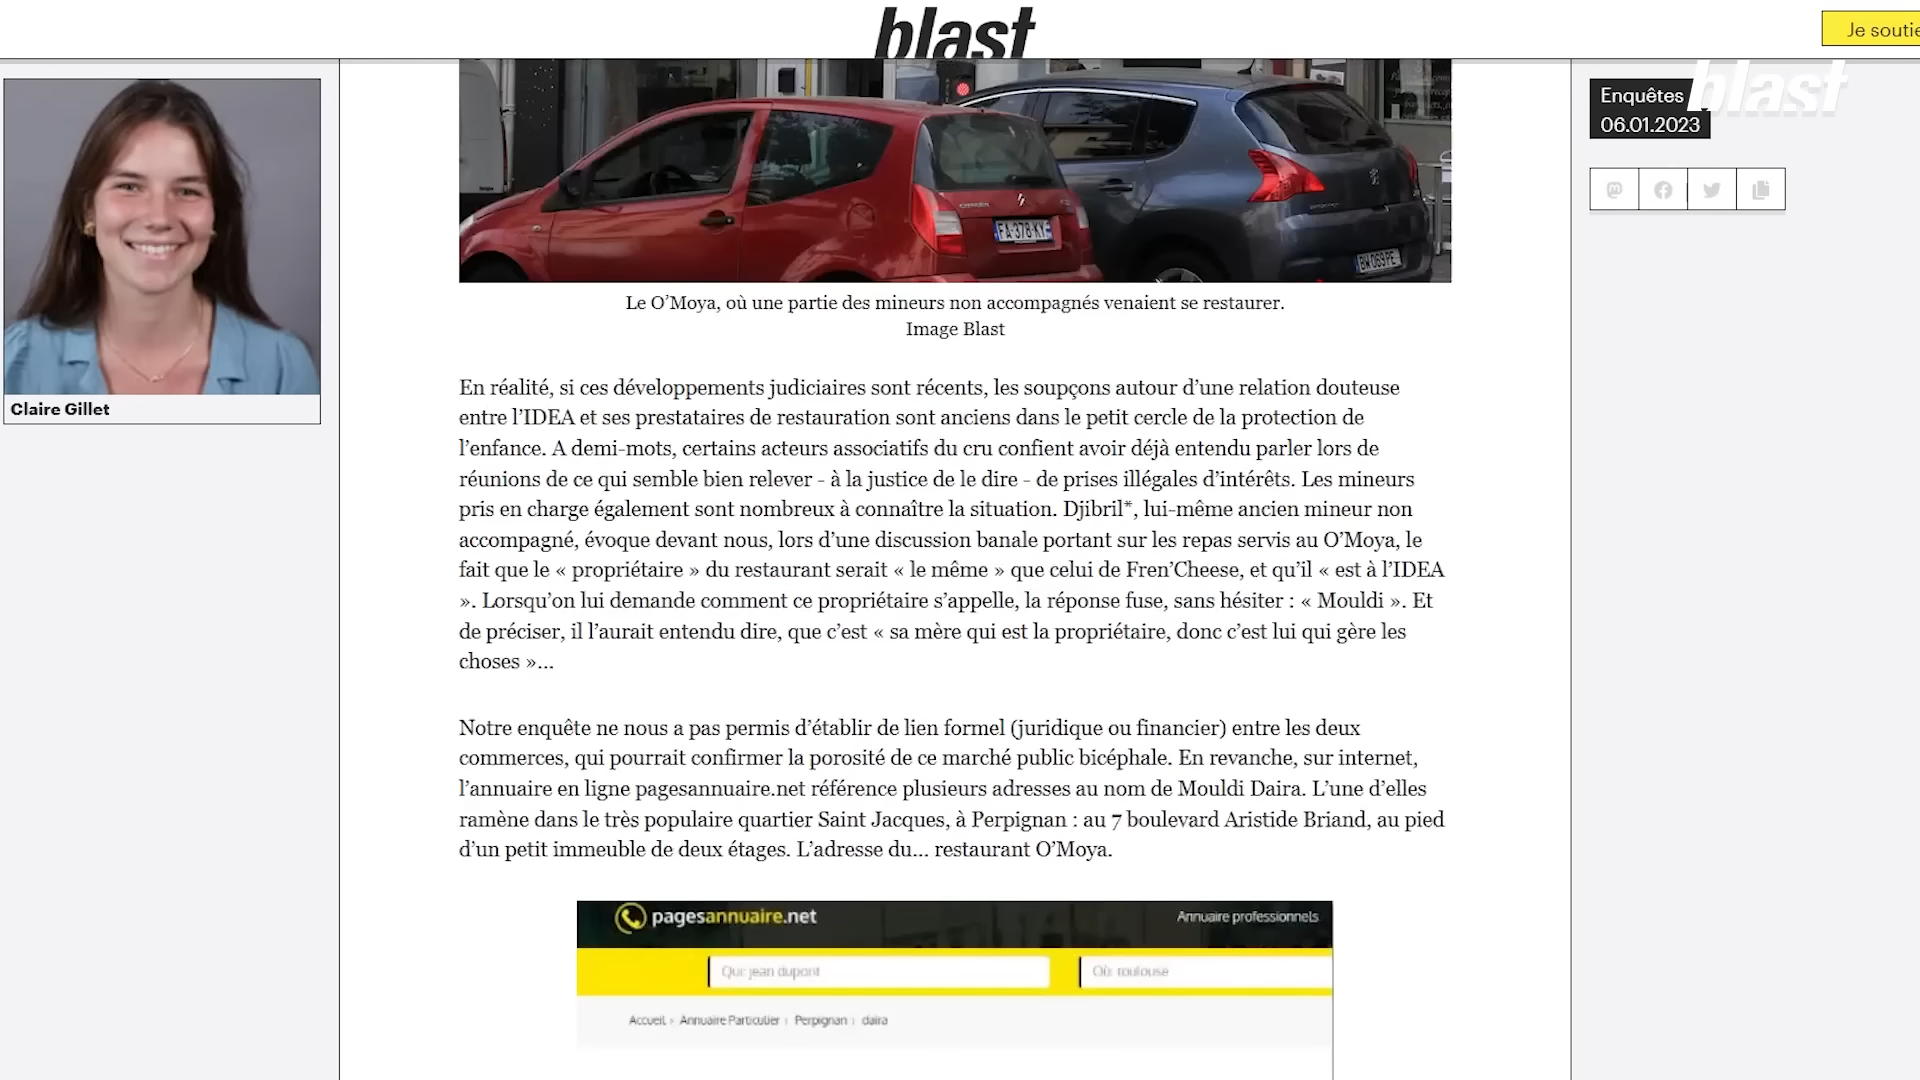 blast
Je soutie
Claire Gillet
Enquêtes
06.01.2023
blast
FA-378-KY
BW-069-PE
Le O’Moya, où une partie des mineurs non accompagnés venaient se restaurer.
Image Blast
En réalité, si ces développements judiciaires sont récents, les soupçons autour d’une relation douteuse
entre l’IDEA et ses prestataires de restauration sont anciens dans le petit cercle de la protection de
l’enfance. A demi-mots, certains acteurs associatifs du cru confient avoir déjà entendu parler lors de
réunions de ce qui semble bien relever - à la justice de le dire - de prises illégales d’intérêts. Les mineurs
pris en charge également sont nombreux à connaître la situation. Djibril*, lui-même ancien mineur non
accompagné, évoque devant nous, lors d’une discussion banale portant sur les repas servis au O’Moya, le
fait que le « propriétaire » du restaurant serait « le même » que celui de Fren’Cheese, et qu’il « est à l’IDEA
». Lorsqu’on lui demande comment ce propriétaire s’appelle, la réponse fuse, sans hésiter : « Mouldi ». Et
de préciser, il l’aurait entendu dire, que c’est « sa mère qui est la propriétaire, donc c’est lui qui gère les
choses »...
Notre enquête ne nous a pas permis d’établir de lien formel (juridique ou financier) entre les deux
commerces, qui pourrait confirmer la porosité de ce marché public bicéphale. En revanche, sur internet,
l’annuaire en ligne pagesannuaire.net référence plusieurs adresses au nom de Mouldi Daira. L’une d’elles
ramène dans le très populaire quartier Saint Jacques, à Perpignan : au 7 boulevard Aristide Briand, au pied
d’un petit immeuble de deux étages. L’adresse du... restaurant O’Moya.
pagesannuaire.net
Annuaire professionnels
Qui: jean dupont
Où: toulouse
Accueil › Annuaire Particulier › Perpignan › daira